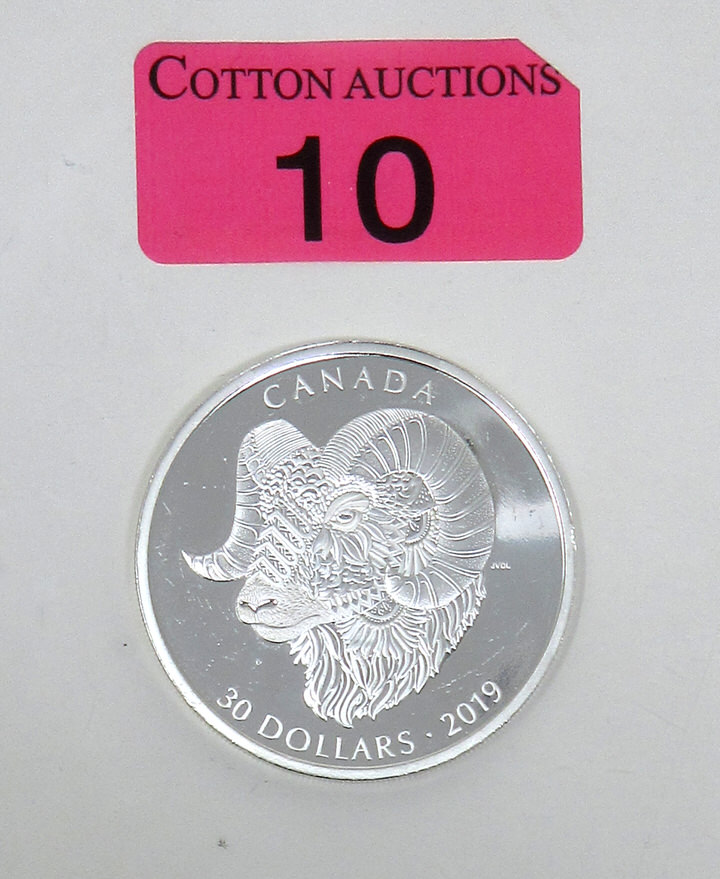 COTTON AUCTIONS
10
CANADA
JVDL
30 DOLLARS · 2019